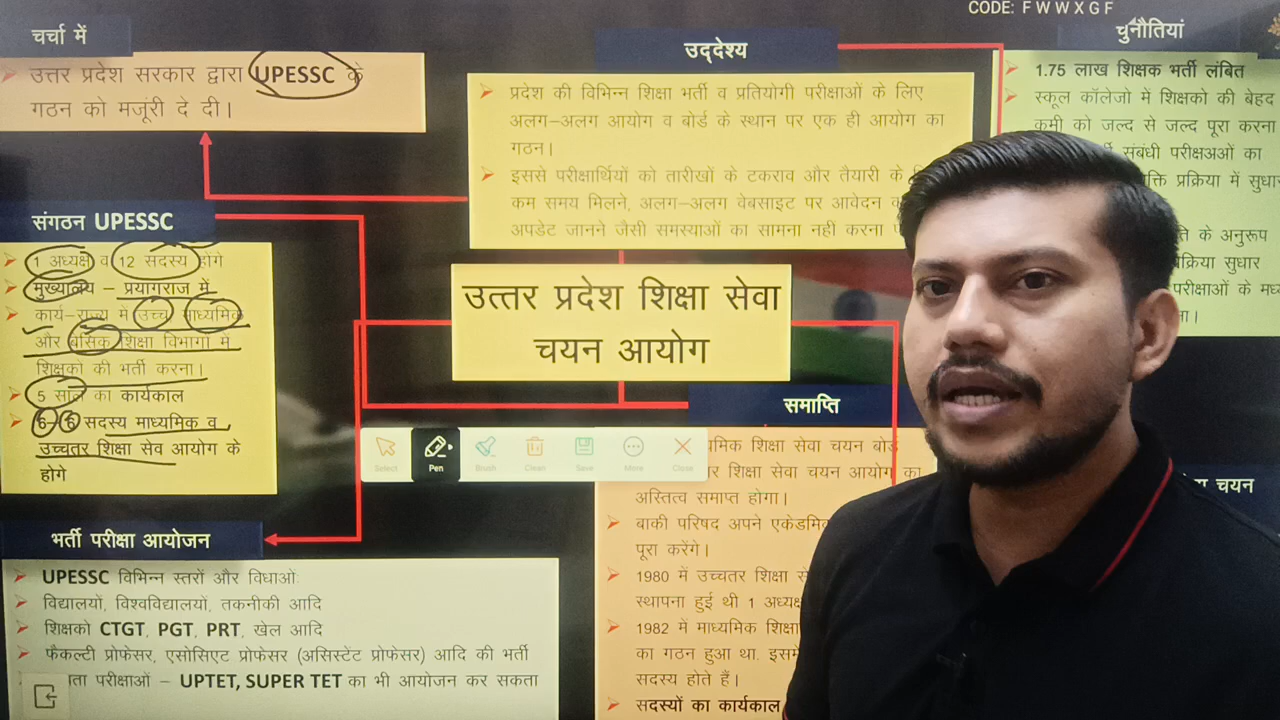 CODE: F W W X G F
चर्चा में
उत्तर प्रदेश सरकार द्वारा UPESSC के
गठन को मजूंरी दे दी।
उद्देश्य
प्रदेश की विभिन्न शिक्षा भर्ती व प्रतियोगी परीक्षाओं के लिए
अलग–अलग आयोग व बोर्ड के स्थान पर एक ही आयोग का
गठन।
इससे परीक्षार्थियों को तारीखों के टकराव और तैयारी के
कम समय मिलने, अलग–अलग वेबसाइट पर आवेदन
अपडेट जानने जैसी समस्याओं का सामना नहीं करना
चुनौतियां
1.75 लाख शिक्षक भर्ती लंबित
स्कूल कॉलेजो में शिक्षको की बेहद
कमी को जल्द से जल्द पूरा करना
संबंधी परीक्षअओं का
प्रक्रिया में सुधार
के अनुरूप
सुधार
परीक्षाओं के
संगठन UPESSC
1 अध्यक्ष व 12 सदस्य होगे
मुख्यालय – प्रयागराज में
कार्य–राज्य में उच्च माध्यमिक
और बेसिक शिक्षा विभागों में
शिक्षको की भर्ती करना।
5 साल का कार्यकाल
6–6 सदस्य माध्यमिक व
उच्चतर शिक्षा सेव आयोग के
होगे
उत्तर प्रदेश शिक्षा सेवा
चयन आयोग
समाप्ति
शिक्षा सेवा चयन बोर्ड
शिक्षा सेवा चयन आयोग का
अस्तित्व समाप्त होगा।
बाकी परिषद अपने
पूरा करेंगे।
1980 में उच्चतर शिक्षा
स्थापना हुई थी 1 अध्यक्ष
1982 में माध्यमिक शिक्षा
का गठन हुआ था. इसमें
सदस्य होते हैं।
सदस्यों का कार्यकाल
चयन
Select
Pen
Brush
Clean
Save
More
Close
भर्ती परीक्षा आयोजन
UPESSC विभिन्न स्तरों और विधाओं
विद्यालयों, विश्वविद्यालयों, तकनीकी आदि
शिक्षको CTGT, PGT, PRT, खेल आदि
फैकल्टी प्रोफेसर, एसोसिएट प्रोफेसर (असिस्टेंट प्रोफेसर) आदि की भर्ती
परीक्षाओं – UPTET, SUPER TET का भी आयोजन कर सकता